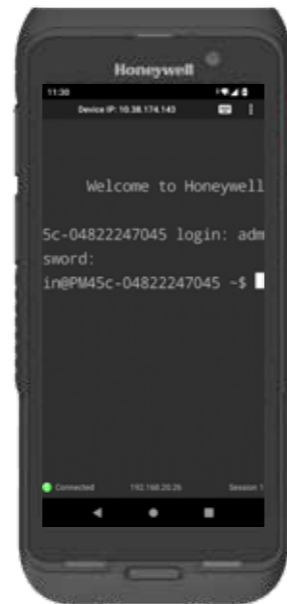 Honeywell
11:30
Device IP: 10.38.174.143
Welcome to Honeywell
5c-04822247045 login: adm
sword:
in@PM45c-04822247045 ~$
Connected 192.168.20.26 Session 1